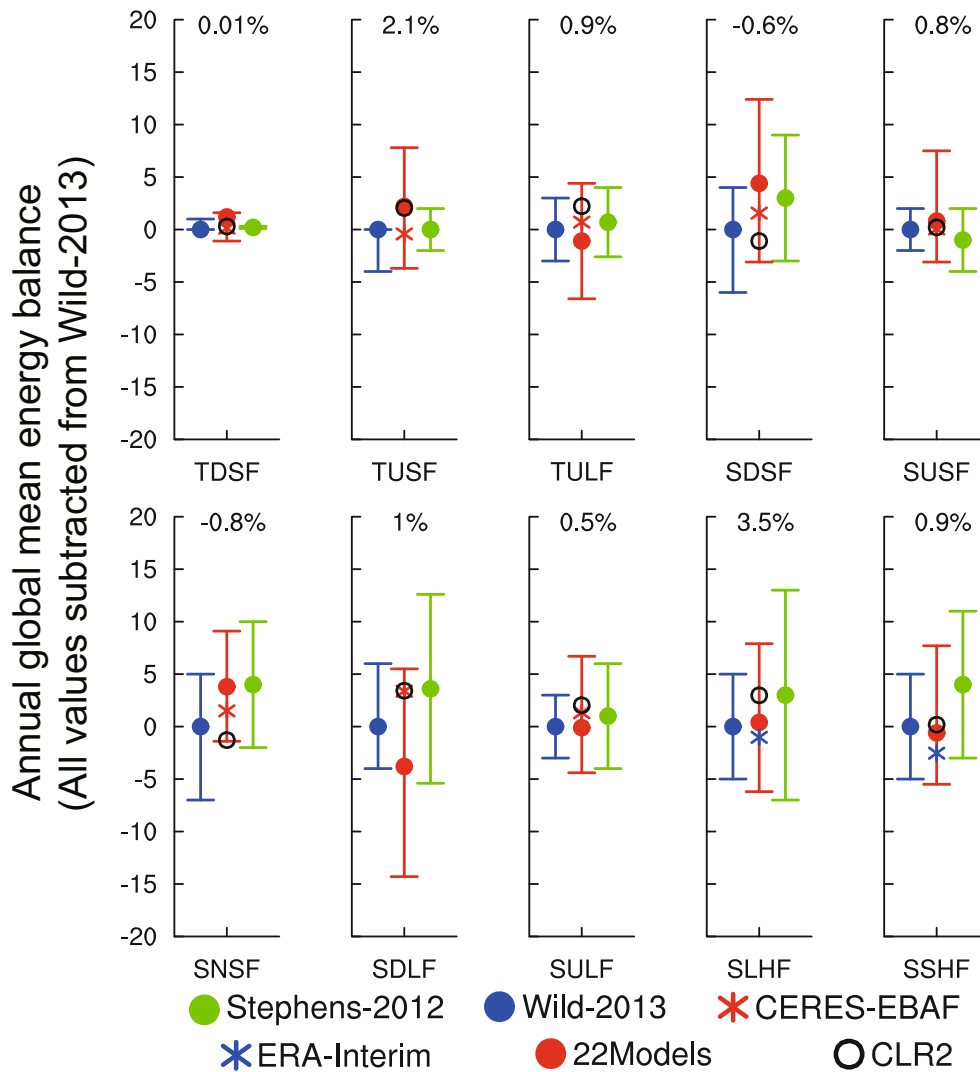 Annual global mean energy balance
(All values subtracted from Wild-2013)
0.01% 2.1% 0.9% -0.6% 0.8%
20
15
10
5
0
-5
-10
-15
-20
TDSF TUSF TULF SDSF SUSF
-0.8% 1% 0.5% 3.5% 0.9%
20
15
10
5
0
-5
-10
-15
-20
SNSF SDLF SULF SLHF SSHF
Stephens-2012 Wild-2013 CERES-EBAF
ERA-Interim 22Models CLR2